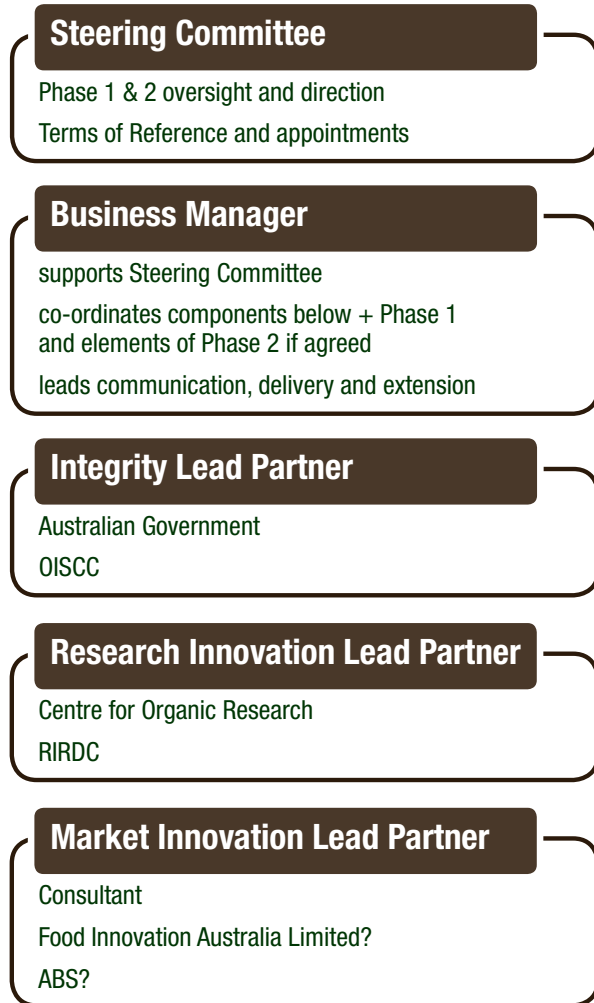 Steering Committee
Phase 1 & 2 oversight and direction
Terms of Reference and appointments
Business Manager
supports Steering Committee
co-ordinates components below + Phase 1
and elements of Phase 2 if agreed
leads communication, delivery and extension
Integrity Lead Partner
Australian Government
OISCC
Research Innovation Lead Partner
Centre for Organic Research
RIRDC
Market Innovation Lead Partner
Consultant
Food Innovation Australia Limited?
ABS?